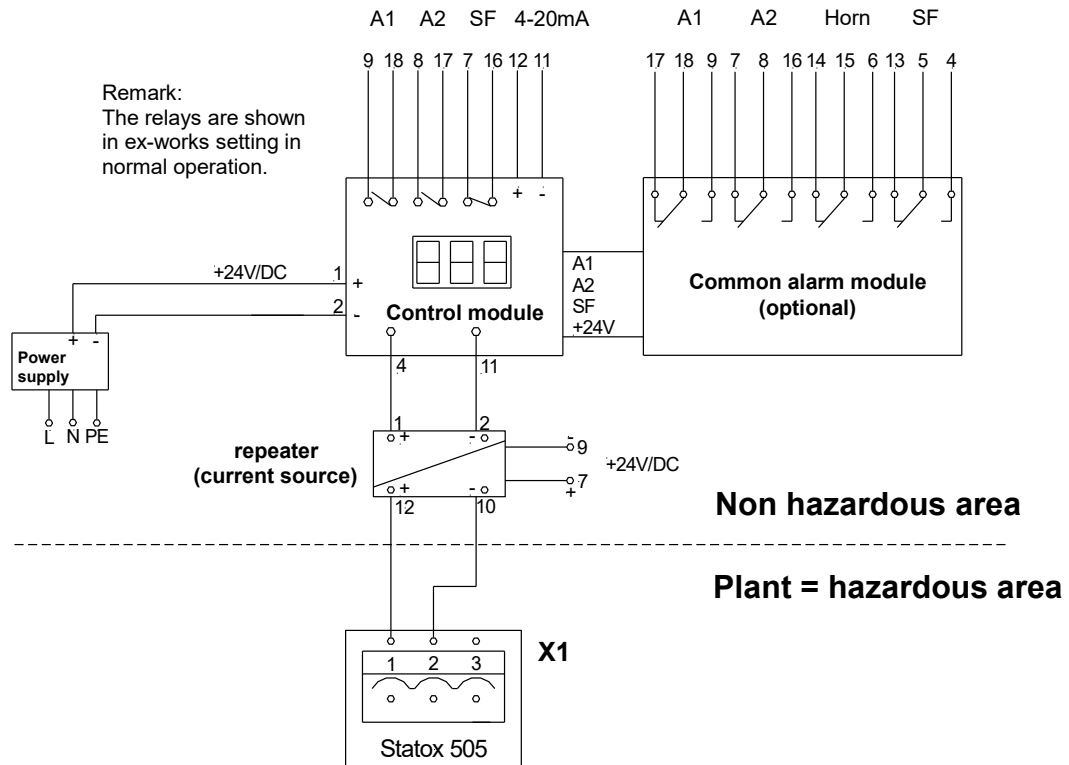 A1 A2 SF 4-20mA A1 A2 Horn SF
9 18 8 17 7 16 12 11 17 18 9 7 8 16 14 15 6 13 5 4
Remark:
The relays are shown
in ex-works setting in
normal operation.
+ -
+24V/DC 1 +
2 -
Control module
A1
A2
SF
+24V
Common alarm module
(optional)
+ -
Power
supply
L N PE
4 11
1 2
+ -
repeater
(current source)
- 9
+24V/DC
7
+
+ -
12 10
Non hazardous area
Plant = hazardous area
X1
1 2 3
Statox 505